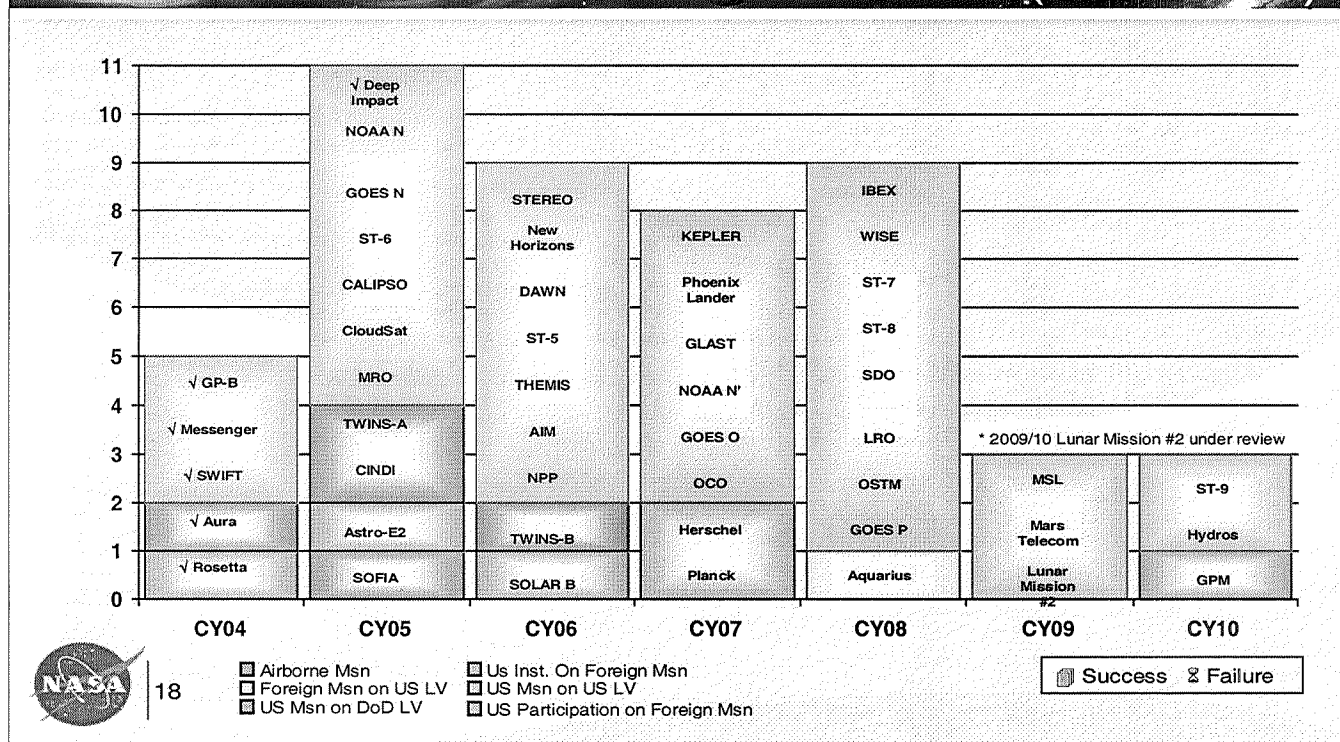 11
10
9
8
7
6
5
4
3
2
1
0
√ GP-B
√ Messenger
√ SWIFT
√ Aura
√ Rosetta
CY04
√ Deep
Impact
NOAA N
GOES N
ST-6
CALIPSO
CloudSat
MRO
TWINS-A
CINDI
Astro-E2
SOFIA
CY05
STEREO
New
Horizons
DAWN
ST-5
THEMIS
AIM
NPP
TWINS-B
SOLAR B
CY06
KEPLER
Phoenix
Lander
GLAST
NOAA N'
GOES O
OCO
Herschel
Planck
CY07
IBEX
WISE
ST-7
ST-8
SDO
LRO
OSTM
GOES P
Aquarius
CY08
* 2009/10 Lunar Mission #2 under review
MSL
Mars
Telecom
Lunar
Mission
#2
CY09
ST-9
Hydros
GPM
CY10
NASA
18
Airborne Msn
Foreign Msn on US LV
US Msn on DoD LV
Us Inst. On Foreign Msn
US Msn on US LV
US Participation on Foreign Msn
Success
Failure